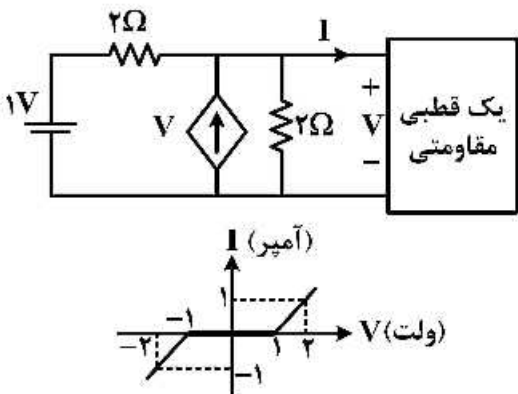 ۲Ω
I
۱V
V
۲Ω
+
V
−
یک قطبی
مقاومتی
I (آمپر)
۱
−۱
−۲
۱
۲
V (ولت)
−۱